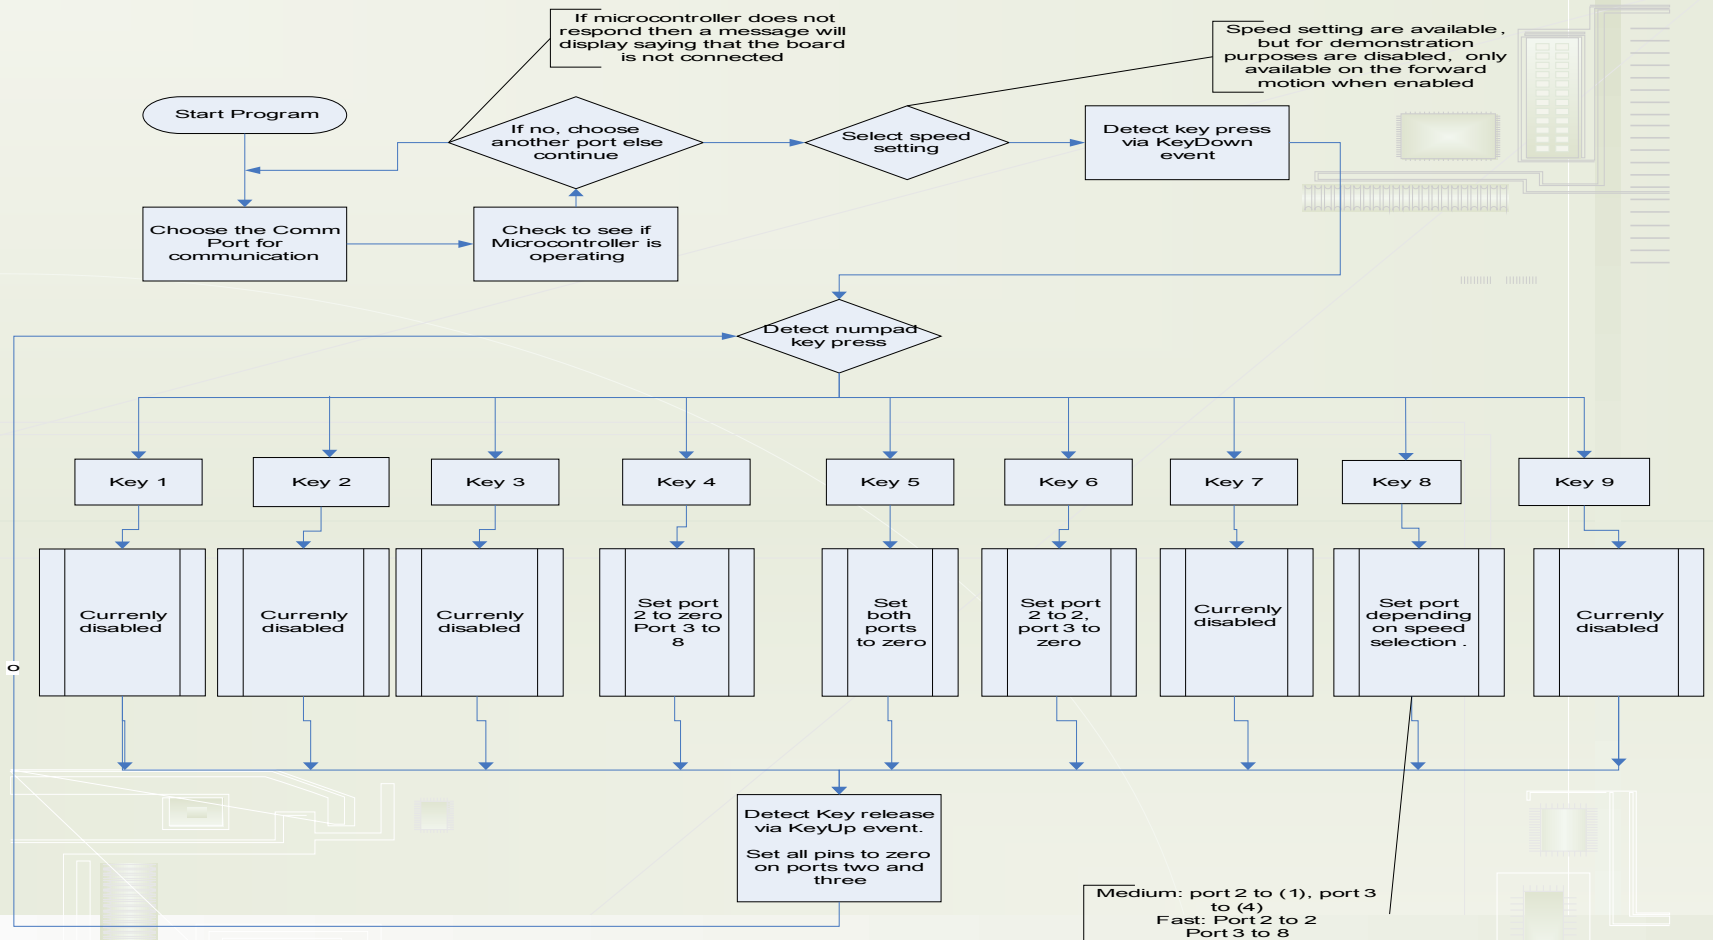 If microcontroller does not
respond then a message will
display saying that the board
is not connected
Speed setting are available,
but for demonstration
purposes are disabled, only
available on the forward
motion when enabled
Start Program
If no, choose
another port else
continue
Select speed
setting
Detect key press
via KeyDown
event
Choose the Comm
Port for
communication
Check to see if
Microcontroller is
operating
Detect numpad
key press
Key 1
Key 2
Key 3
Key 4
Key 5
Key 6
Key 7
Key 8
Key 9
Currenly
disabled
Currenly
disabled
Currenly
disabled
Set port
2 to zero
Port 3 to
8
Set
both
ports
to zero
Set port
2 to 2,
port 3 to
zero
Currenly
disabled
Set port
depending
on speed
selection .
Currenly
disabled
o
Detect Key release
via KeyUp event.
Set all pins to zero
on ports two and
three
Medium: port 2 to (1), port 3
to (4)
Fast: Port 2 to 2
Port 3 to 8